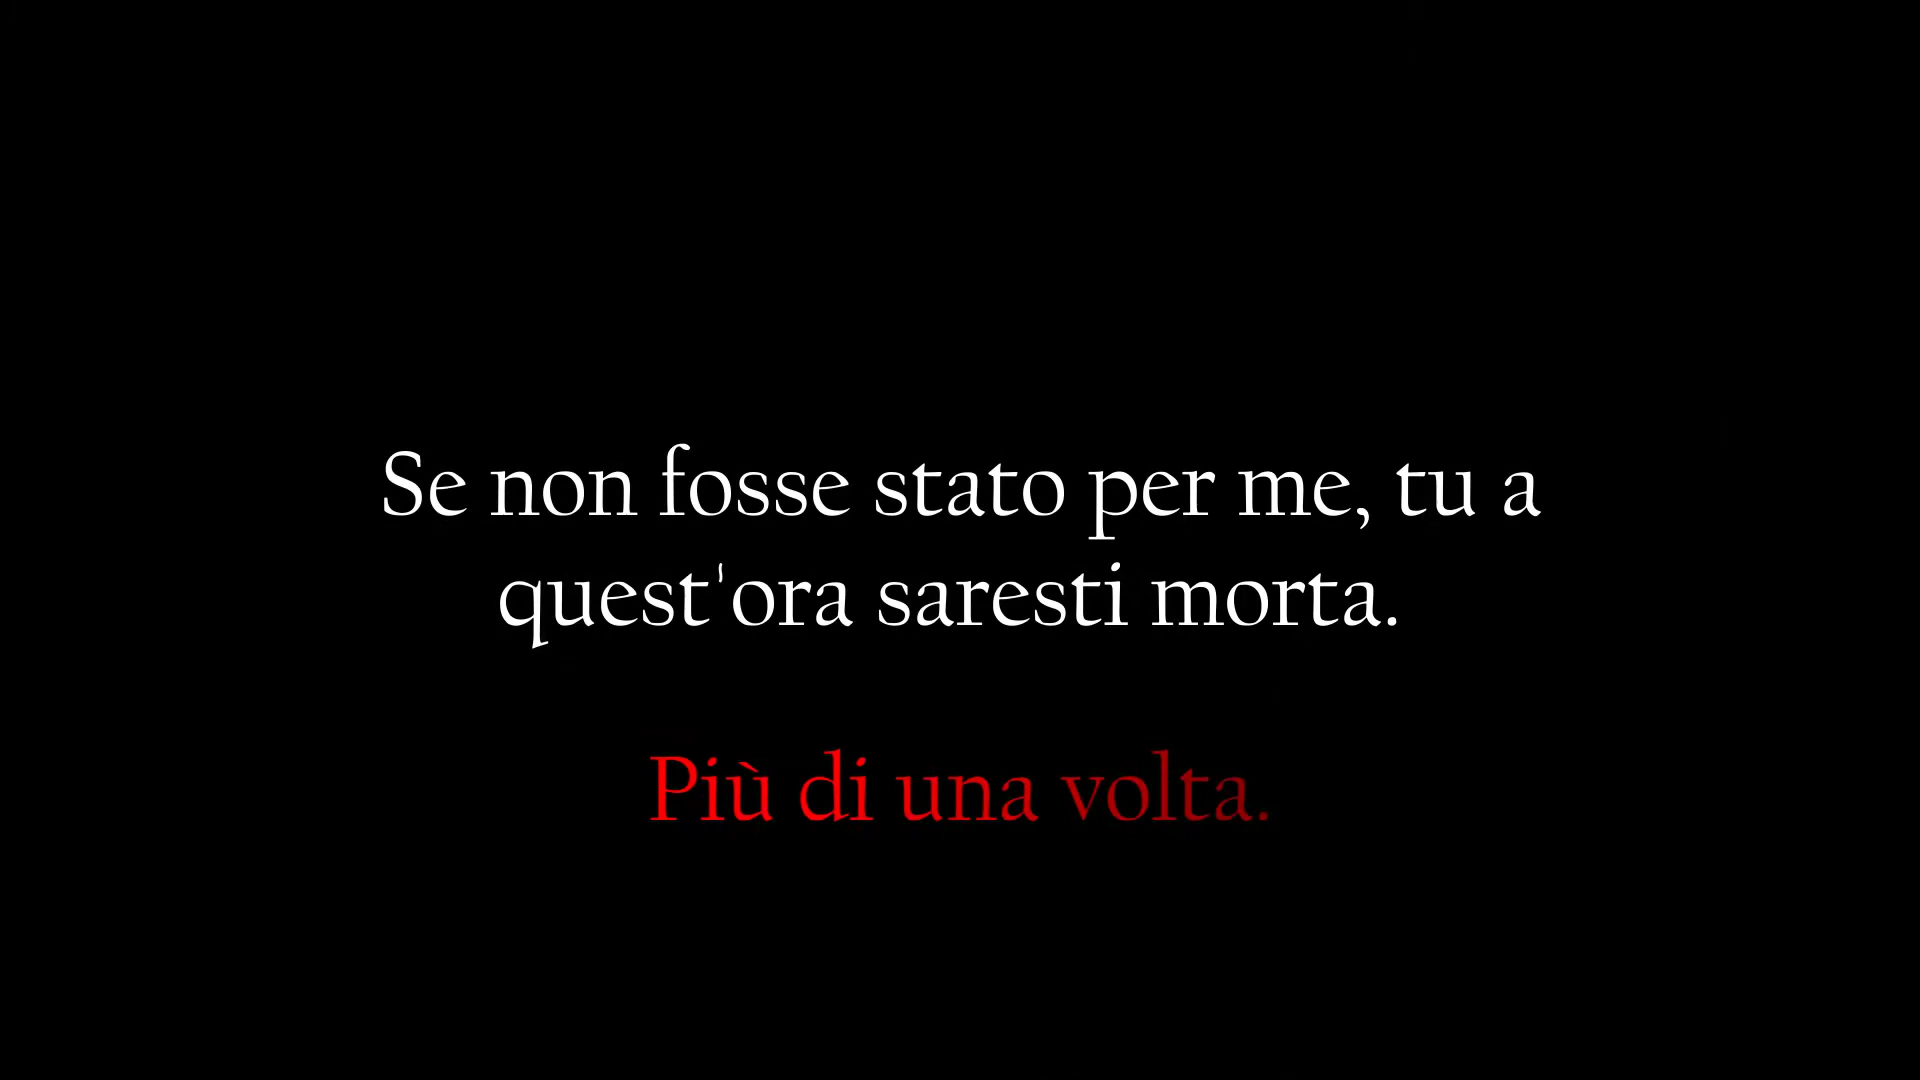 Se non fosse stato per me, tu a
quest'ora saresti morta.
Più di una volta.